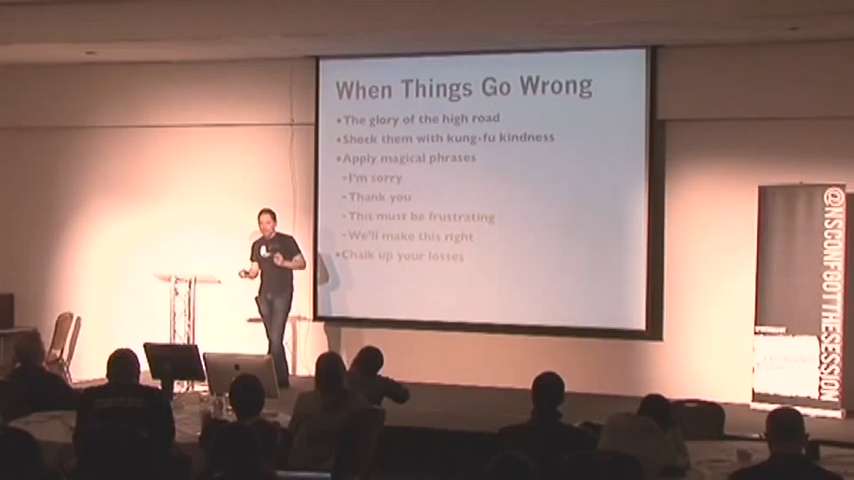 When Things Go Wrong
•The glory of the high road
•Shock them with kung-fu kindness
•Apply magical phrases
-I'm sorry
-Thank you
-This must be frustrating
-We'll make this right
•Chalk up your losses
@NSCONFGOTTHESESSION